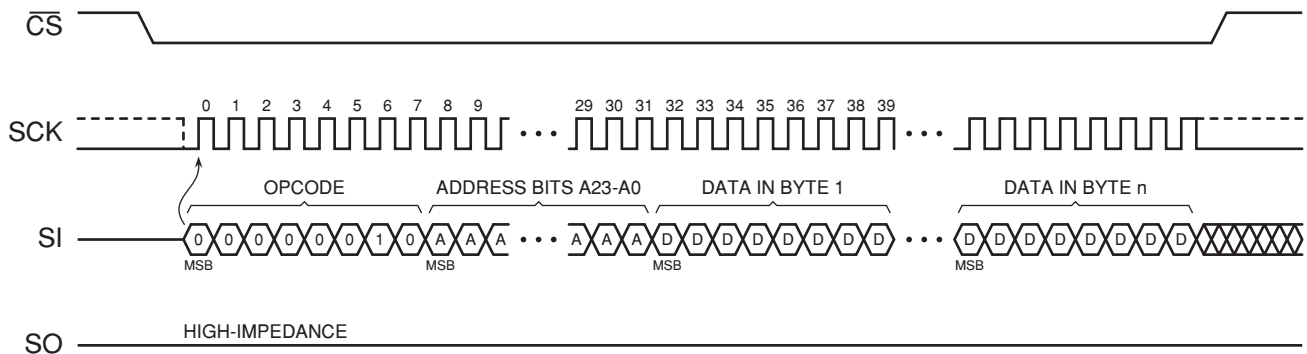 CS
0 1 2 3 4 5 6 7 8 9 29 30 31 32 33 34 35 36 37 38 39
SCK
OPCODE ADDRESS BITS A23-A0 DATA IN BYTE 1 DATA IN BYTE n
SI 0 0 0 0 0 0 1 0 A A A A A A D D D D D D D D D D D D D D D D
MSB MSB MSB MSB
HIGH-IMPEDANCE
SO